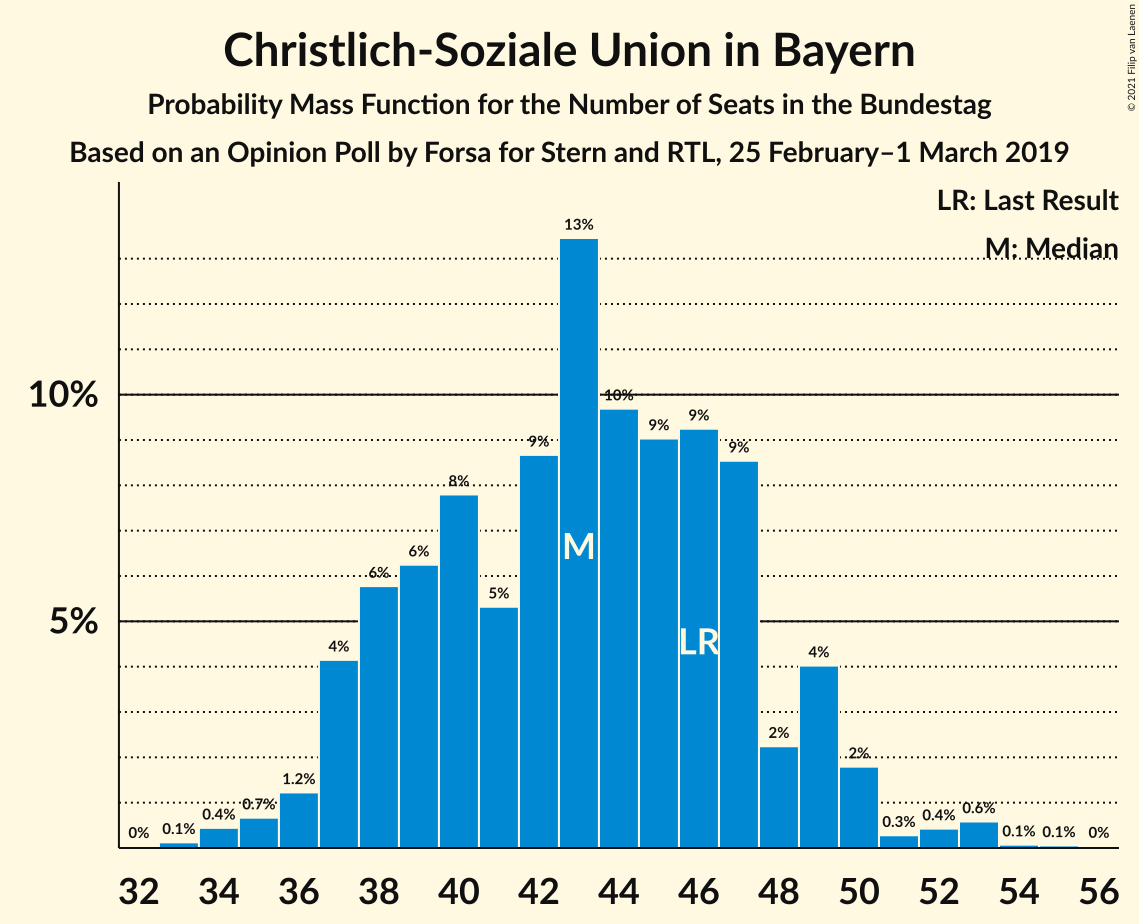 Christlich-Soziale Union in Bayern
Probability Mass Function for the Number of Seats in the Bundestag
Based on an Opinion Poll by Forsa for Stern and RTL, 25 February–1 March 2019
© 2021 Filip van Laenen
LR: Last Result
M: Median
10%
5%
0% 0.1% 0.4% 0.7% 1.2% 4% 6% 6% 8% 5% 9% 13% 10% 9% 9% 9% 2% 4% 2% 0.3% 0.4% 0.6% 0.1% 0.1% 0%
M
LR
32 34 36 38 40 42 44 46 48 50 52 54 56